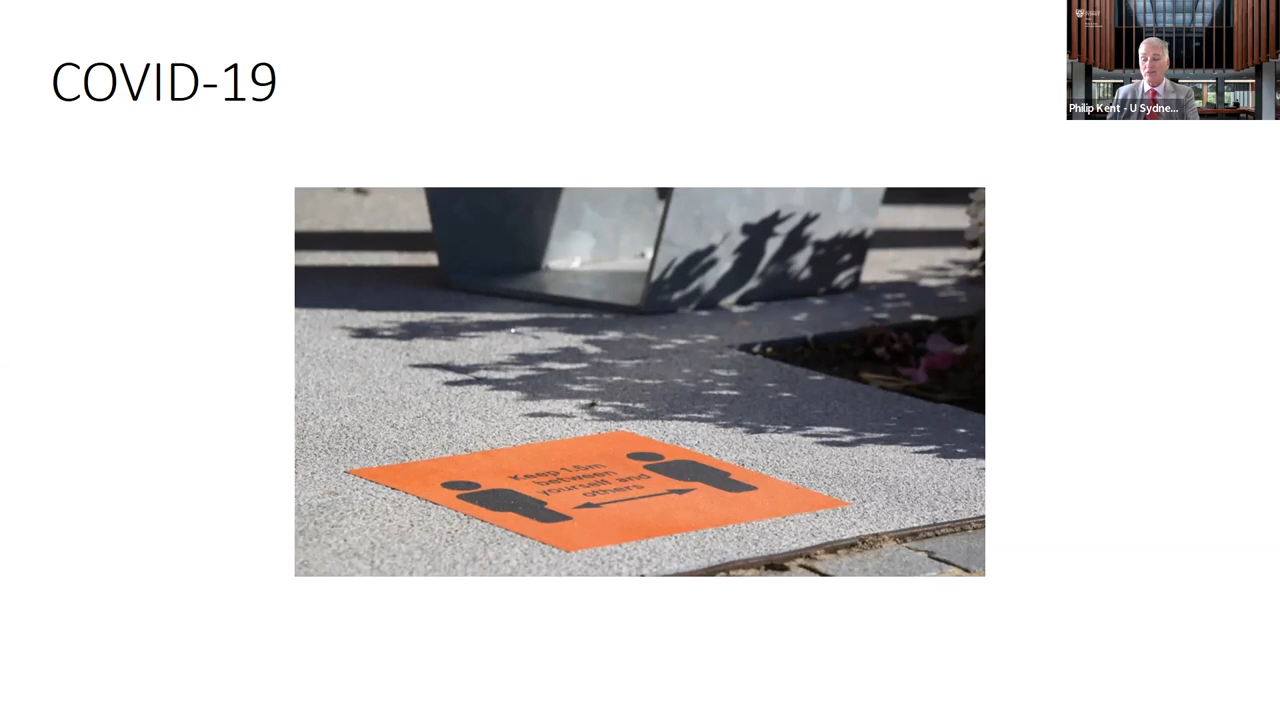 COVID-19
Philip Kent - U Sydne...
Keep 1.5m
between
yourself and
others